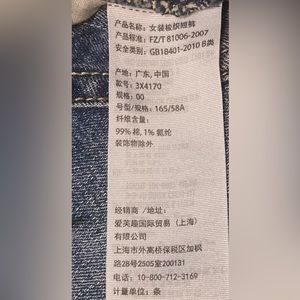 产品名称：女装梭织短裤
产品标准：FZ/T 81006-2007
安全类别：GB18401-2010 B类
产地：广东，中国
款号：3X4170
规格：00
号型/规格：165/58A
纤维含量：
99% 棉，1% 氨纶
装饰物除外
经销商 / 地址：
爱芙趣国际贸易（上海）
有限公司
上海市外高桥保税区加枫
路28号2505室200131
电话：10-800-712-3169
计量单位：条